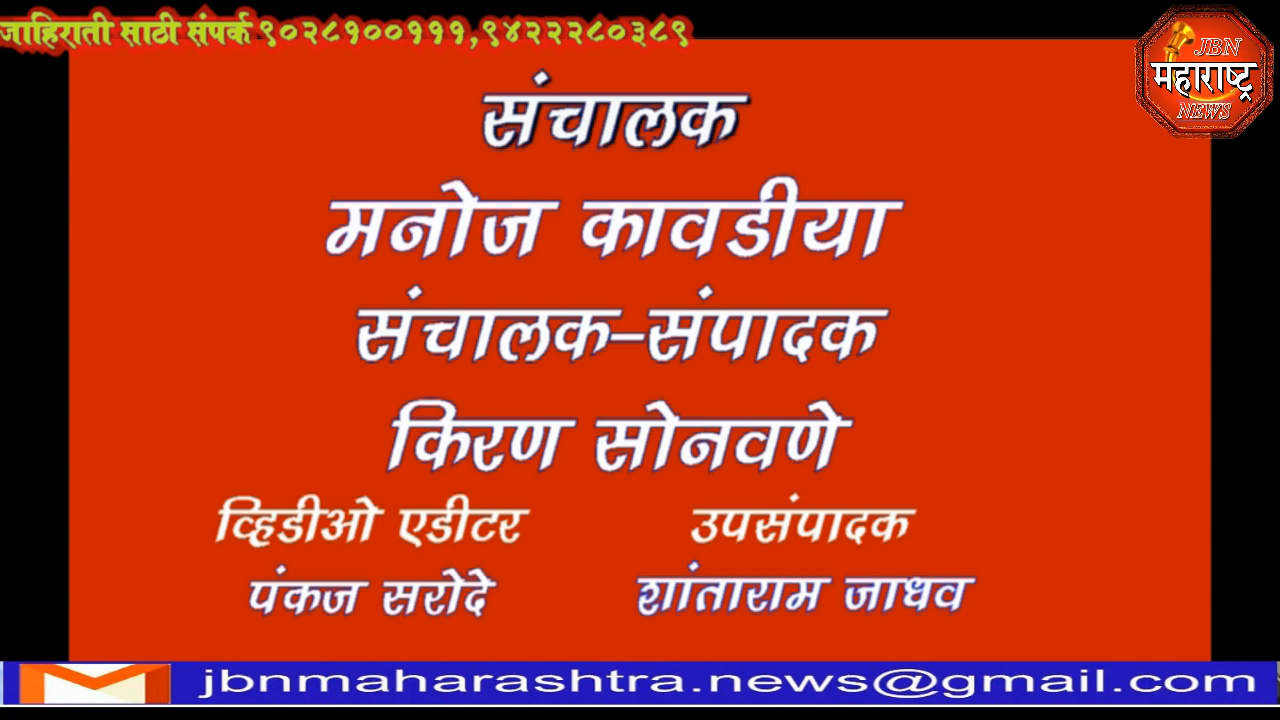 जाहिराती साठी संपर्क ९०२८१००१११,९४२२२८०३८९
JBN
महाराष्ट्र
NEWS
संचालक
मनोज कावडीया
संचालक-संपादक
किरण सोनवणे
व्हिडीओ एडीटर उपसंपादक
पंकज सरोदे शांताराम जाधव
jbnmaharashtra.news@gmail.com